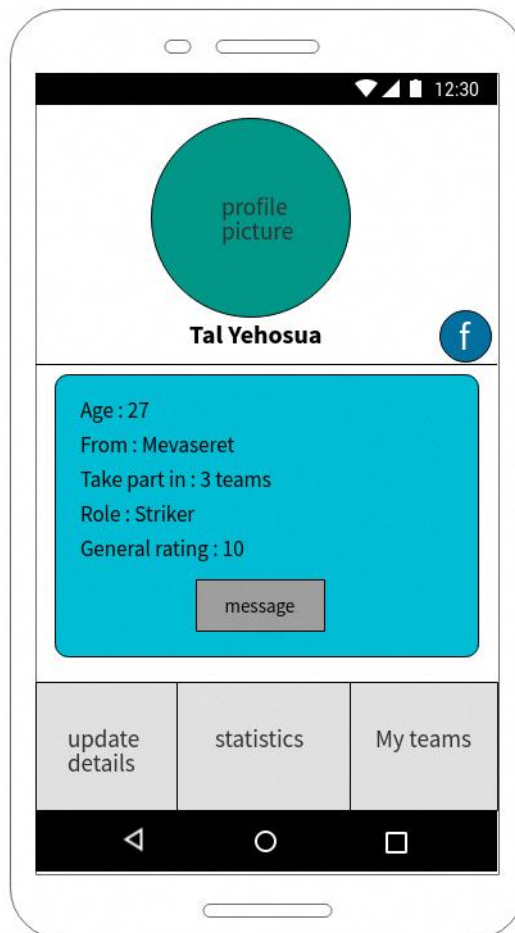 12:30
profile
picture
Tal Yehosua
f
Age : 27
From : Mevaseret
Take part in : 3 teams
Role : Striker
General rating : 10
message
update
details
statistics
My teams